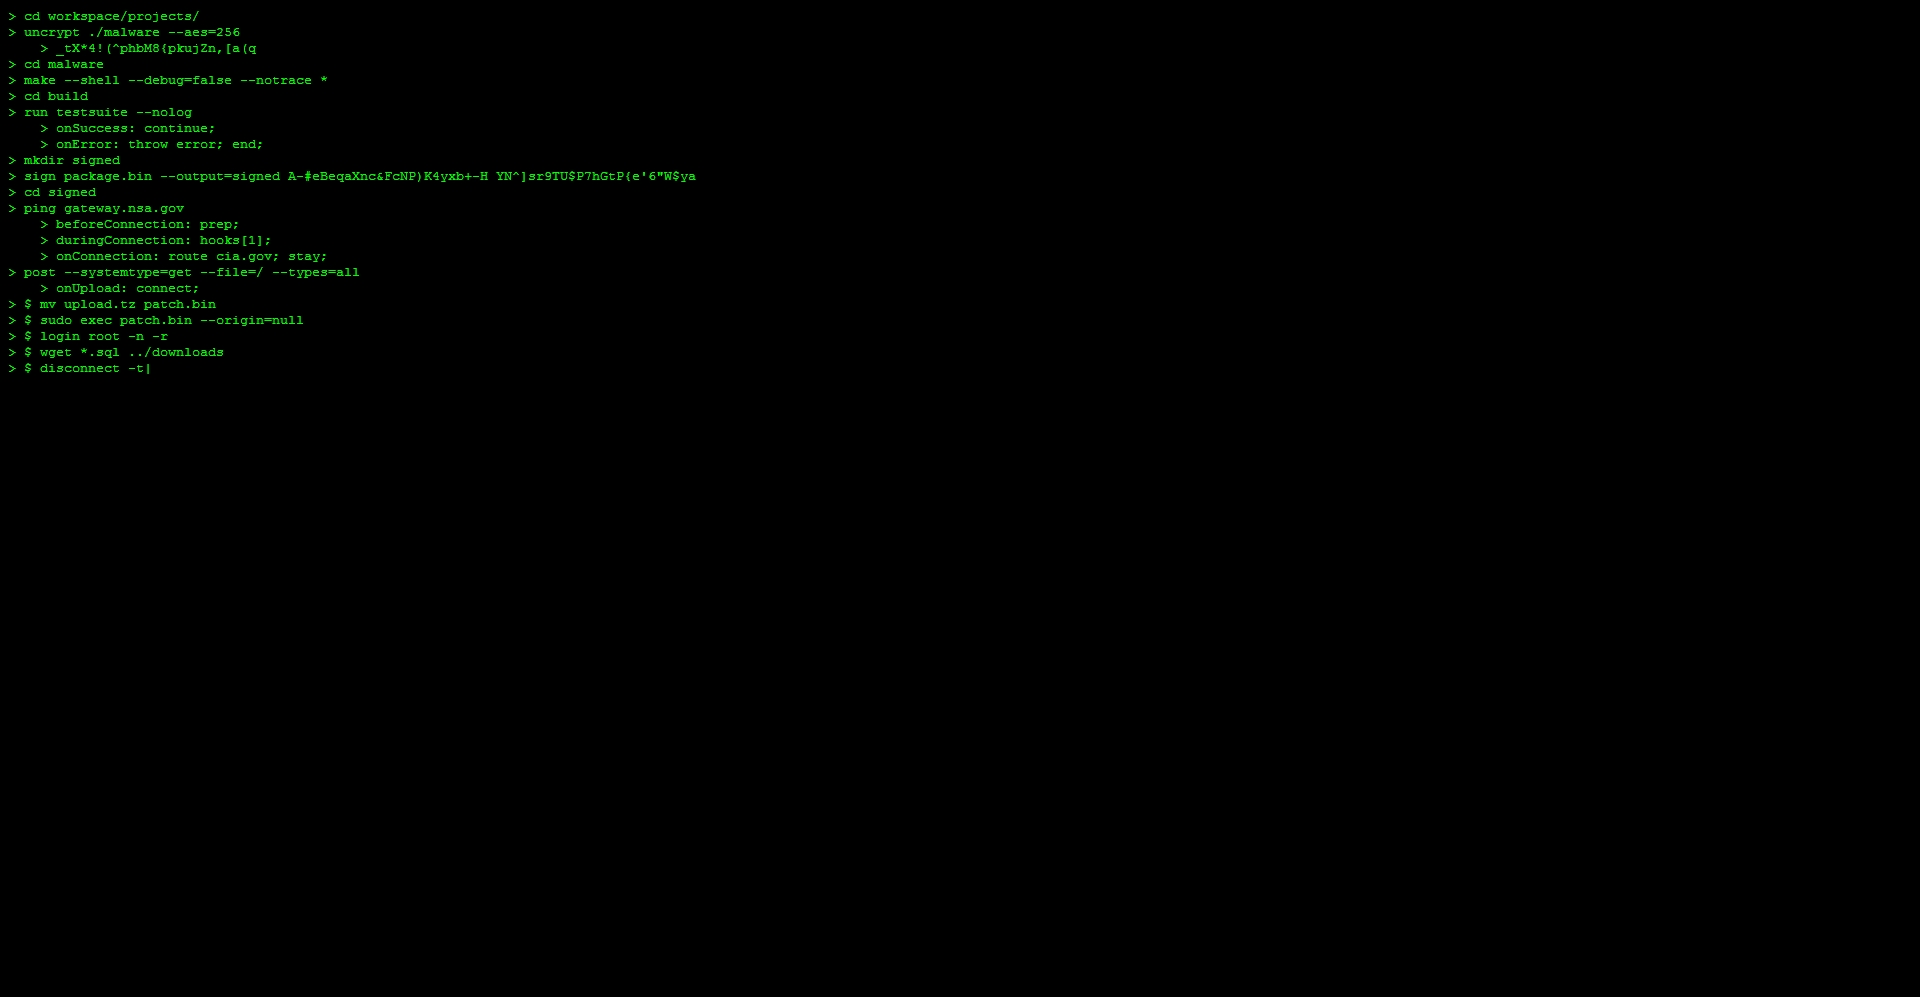 > cd workspace/projects/
> uncrypt ./malware --aes=256
> _tX*4!(^phbM8{pkujZn,[a(q
> cd malware
> make --shell --debug=false --notrace *
> cd build
> run testsuite --nolog
> onSuccess: continue;
> onError: throw error; end;
> mkdir signed
> sign package.bin --output=signed A-#eBeqaXnc&FcNP)K4yxb+-H YN^]sr9TU$P7hGtP{e'6"W$ya
> cd signed
> ping gateway.nsa.gov
> beforeConnection: prep;
> duringConnection: hooks[1];
> onConnection: route cia.gov; stay;
> post --systemtype=get --file=/ --types=all
> onUpload: connect;
> $ mv upload.tz patch.bin
> $ sudo exec patch.bin --origin=null
> $ login root -n -r
> $ wget *.sql ../downloads
> $ disconnect -t|